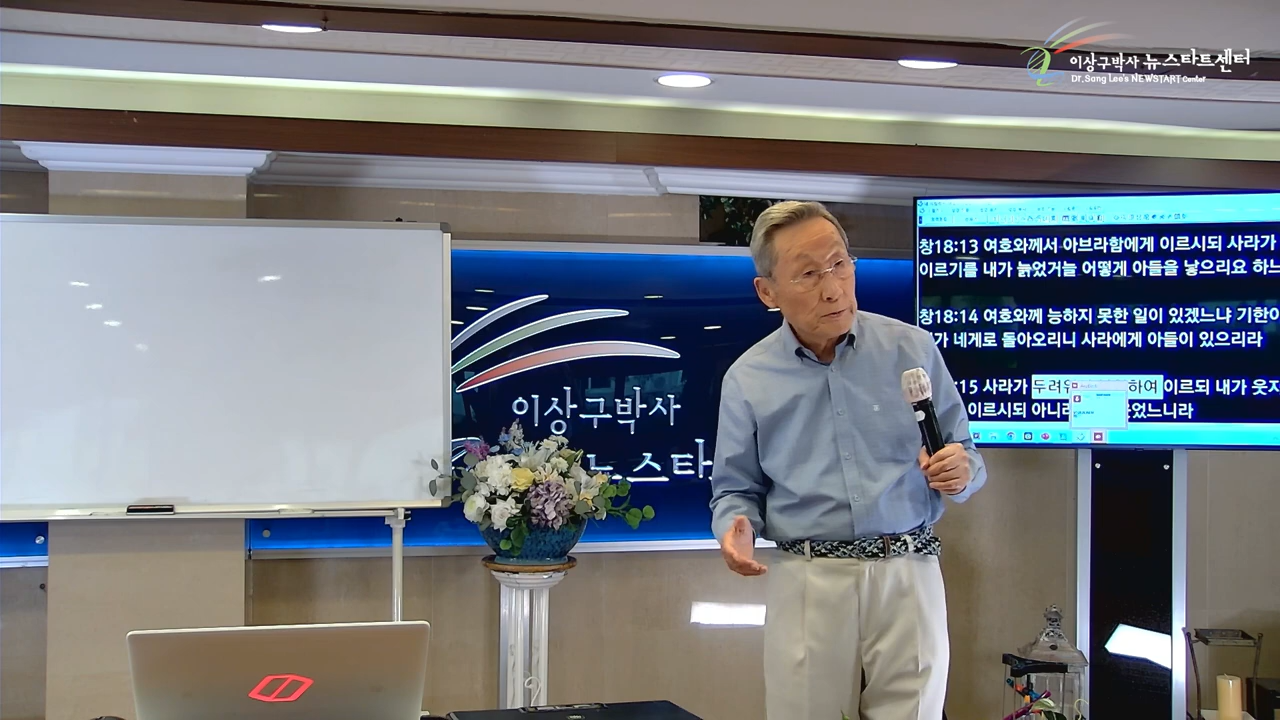 이상구박사 뉴스타트센터
Dr. Sang Lee's NEWSTART Center
창18:13 여호와께서 아브라함에게 이르시되 사라가
이르기를 내가 늙었거늘 어떻게 아들을 낳으리요 하느
창18:14 여호와께 능하지 못한 일이 있겠느냐 기한이
네게로 돌아오리니 사라에게 아들이 있으리라
:15 사라가 두려워 하여 이르되 내가 웃지
이르시되 아니라 웃었느니라
이상구박사
뉴스타